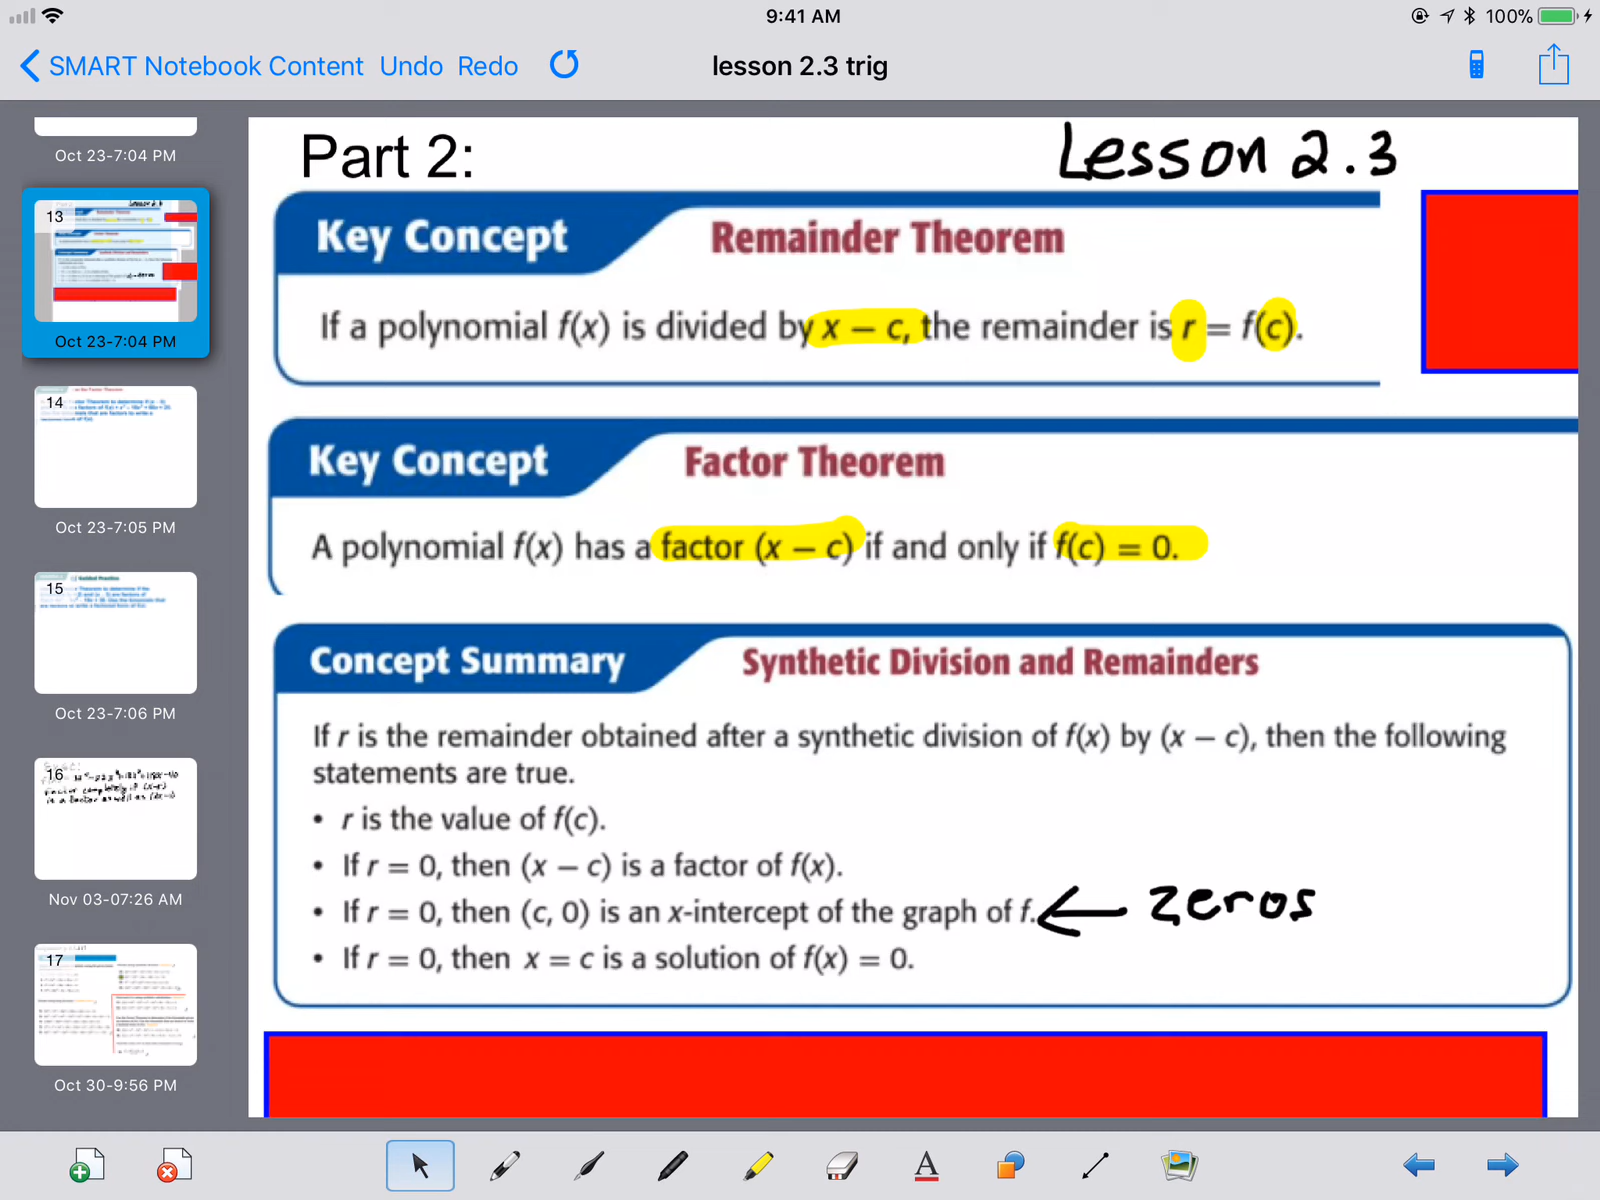 9:41 AM
100%
SMART Notebook Content Undo Redo
lesson 2.3 trig
Oct 23-7:04 PM
13
Oct 23-7:04 PM
14
Oct 23-7:05 PM
15
Guided Practice
Oct 23-7:06 PM
16
Nov 03-07:26 AM
17
Oct 30-9:56 PM
Part 2:
Lesson 2.3
Key Concept
Remainder Theorem
If a polynomial f(x) is divided by x − c, the remainder is r = f(c).
Key Concept
Factor Theorem
A polynomial f(x) has a factor (x − c) if and only if f(c) = 0.
Concept Summary
Synthetic Division and Remainders
If r is the remainder obtained after a synthetic division of f(x) by (x − c), then the following
statements are true.
• r is the value of f(c).
• If r = 0, then (x − c) is a factor of f(x).
• If r = 0, then (c, 0) is an x-intercept of the graph of f. ← zeros
• If r = 0, then x = c is a solution of f(x) = 0.
A